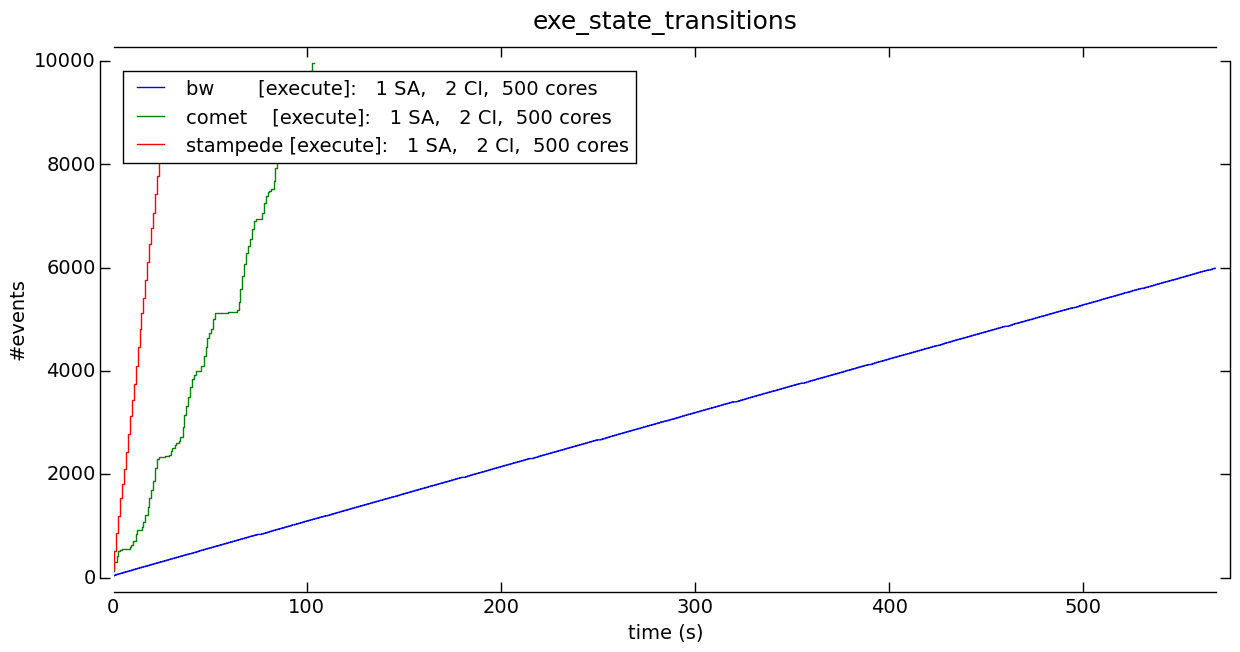 exe_state_transitions
10000
8000
6000
4000
2000
0
#events
bw [execute]: 1 SA, 2 CI, 500 cores
comet [execute]: 1 SA, 2 CI, 500 cores
stampede [execute]: 1 SA, 2 CI, 500 cores
0 100 200 300 400 500
time (s)